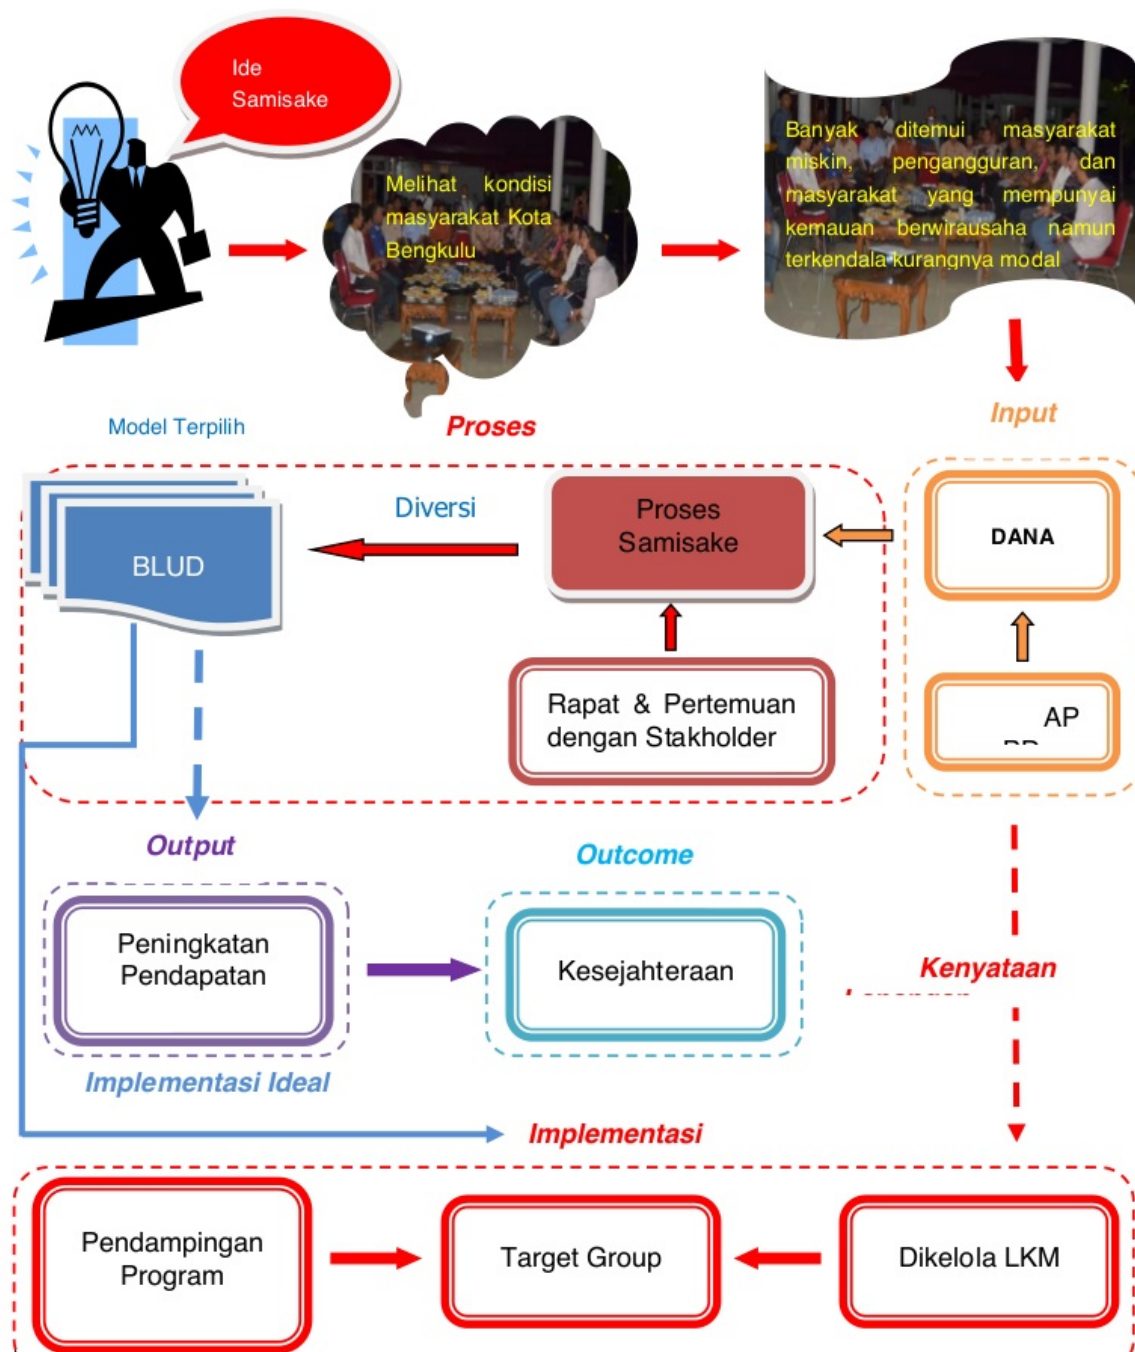 Ide
Samisake
Melihat kondisi
masyarakat Kota
Bengkulu
Banyak ditemui masyarakat
miskin, pengangguran, dan
masyarakat yang mempunyai
kemauan berwirausaha namun
terkendala kurangnya modal
Model Terpilih
Proses
Input
BLUD
Diversi
Proses
Samisake
DANA
Rapat & Pertemuan
dengan Stakholder
AP
Output
Outcome
Peningkatan
Pendapatan
Kesejahteraan
Kenyataan
Implementasi Ideal
Implementasi
Pendampingan
Program
Target Group
Dikelola LKM